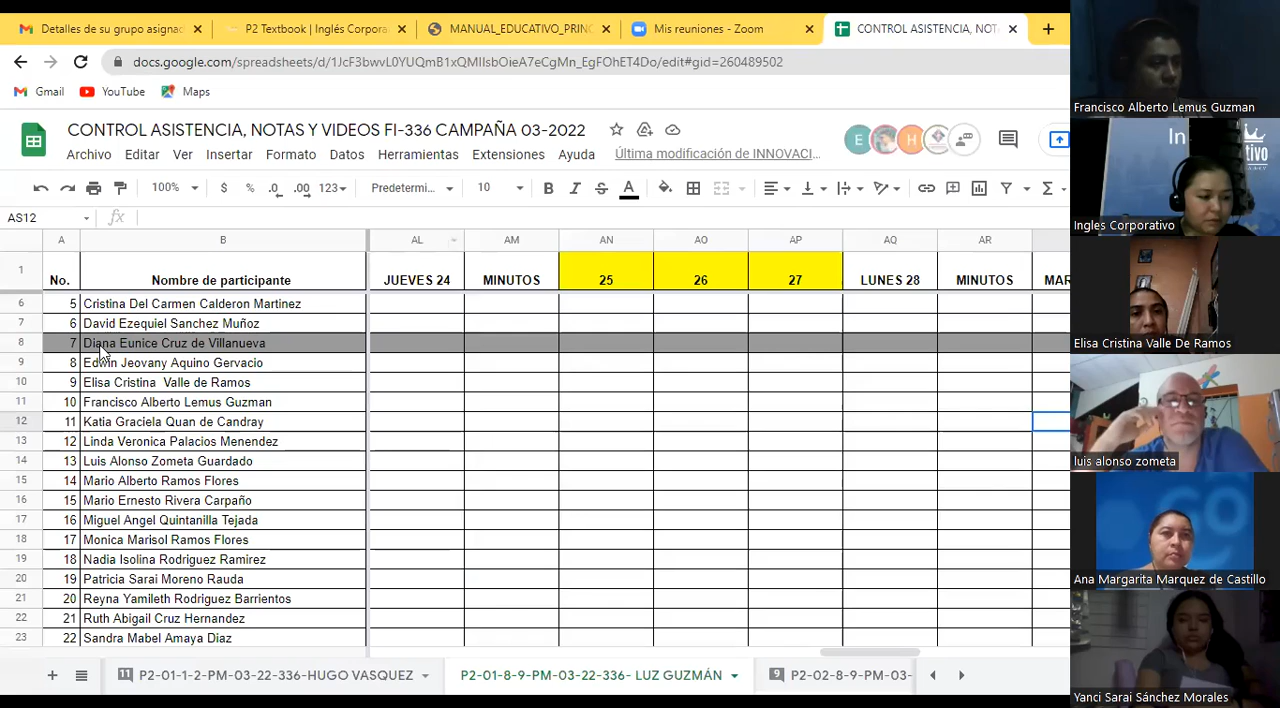 Detalles de su grupo asigna
P2 Textbook | Inglés Corpora
MANUAL_EDUCATIVO_PRINC
Mis reuniones - Zoom
CONTROL ASISTENCIA, NOT
docs.google.com/spreadsheets/d/1JcF3bwvL0YUQmB1xQMIIsbOieA7eCgMn_EgFOhET4Do/edit#gid=260489502
Gmail YouTube Maps
CONTROL ASISTENCIA, NOTAS Y VIDEOS FI-336 CAMPAÑA 03-2022
E H
Archivo Editar Ver Insertar Formato Datos Herramientas Extensiones Ayuda Última modificación de INNOVACI...
100% $ % .0 .00 123 Predetermi... 10 B I S A
AS12 fx
A B AL AM AN AO AP AQ AR
1 No. Nombre de participante JUEVES 24 MINUTOS 25 26 27 LUNES 28 MINUTOS MAR
6 5 Cristina Del Carmen Calderon Martinez
7 6 David Ezequiel Sanchez Muñoz
8 7 Diana Eunice Cruz de Villanueva
9 8 Edwin Jeovany Aquino Gervacio
10 9 Elisa Cristina Valle de Ramos
11 10 Francisco Alberto Lemus Guzman
12 11 Katia Graciela Quan de Candray
13 12 Linda Veronica Palacios Menendez
14 13 Luis Alonso Zometa Guardado
15 14 Mario Alberto Ramos Flores
16 15 Mario Ernesto Rivera Carpaño
17 16 Miguel Angel Quintanilla Tejada
18 17 Monica Marisol Ramos Flores
19 18 Nadia Isolina Rodriguez Ramirez
20 19 Patricia Sarai Moreno Rauda
21 20 Reyna Yamileth Rodriguez Barrientos
22 21 Ruth Abigail Cruz Hernandez
23 22 Sandra Mabel Amaya Diaz
11 P2-01-1-2-PM-03-22-336-HUGO VASQUEZ
P2-01-8-9-PM-03-22-336- LUZ GUZMÁN
9 P2-02-8-9-PM-03-
Francisco Alberto Lemus Guzman
In
tivo
Ingles Corporativo
Elisa Cristina Valle De Ramos
luis alonso zometa
GO
Ana Margarita Marquez de Castillo
Yanci Sarai Sánchez Morales